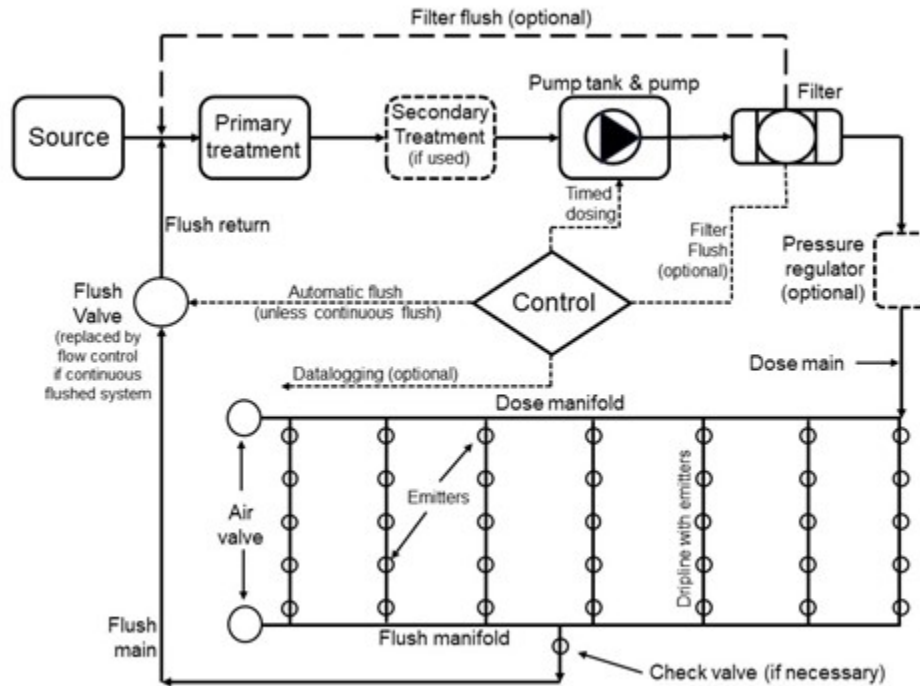 Filter flush (optional)
Pump tank & pump
Filter
Source
Primary
treatment
Secondary
Treatment
(if used)
Timed
dosing
Flush return
Filter
Flush
(optional)
Pressure
regulator
(optional)
Flush
Valve
(replaced by
flow control
if continuous
flushed system
Automatic flush
(unless continuous flush)
Control
Datalogging (optional)
Dose main
Dose manifold
Emitters
Dripline with emitters
Air
valve
Flush
main
Flush manifold
Check valve (if necessary)